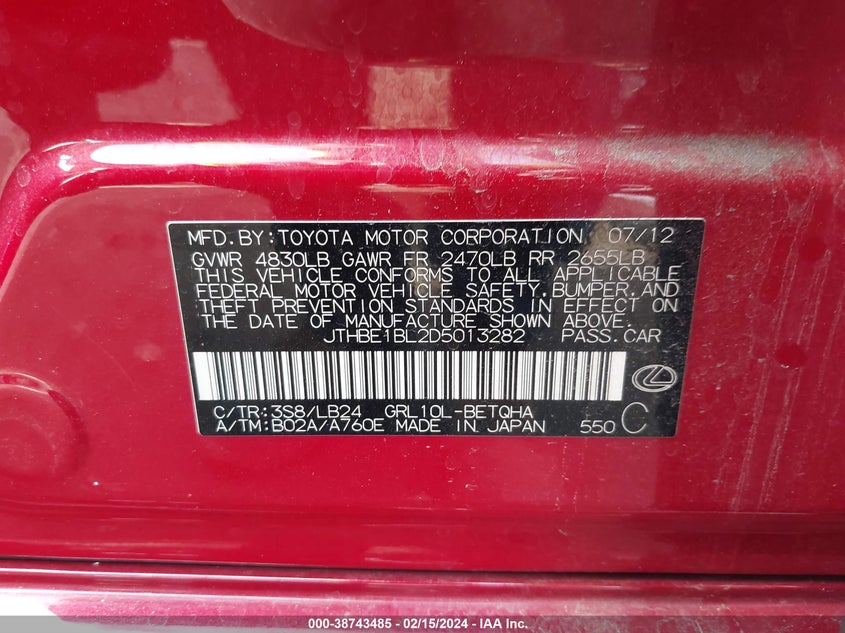 MFD.BY:TOYOTA MOTOR CORPORATION 07/12
GVWR 4830LB GAWR FR 2470LB RR 2655LB
THIS VEHICLE CONFORMS TO ALL APPLICABLE
FEDERAL MOTOR VEHICLE SAFETY,BUMPER,AND
THEFT PREVENTION STANDARDS IN EFFECT ON
THE DATE OF MANUFACTURE SHOWN ABOVE.
JTHBE1BL2D5013282 PASS.CAR
C/TR:3S8/LB24 GRL10L-BETQHA
A/TM:B02A/A760E MADE IN JAPAN 550 C
000-38743485 - 02/15/2024 - IAA Inc.